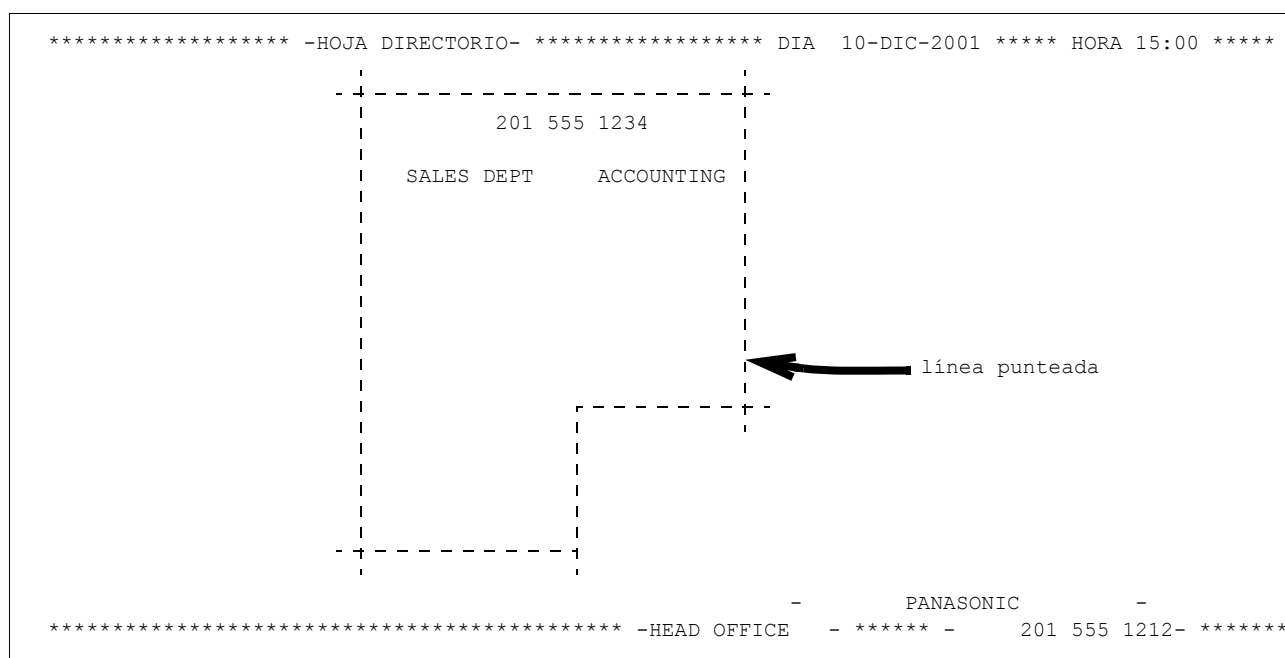 ******************* -HOJA DIRECTORIO- ****************** DIA  10-DIC-2001 ***** HORA 15:00 *****
201 555 1234
SALES DEPT     ACCOUNTING
línea punteada
-        PANASONIC         -
********************************************* -HEAD OFFICE   - ****** -     201 555 1212- *******